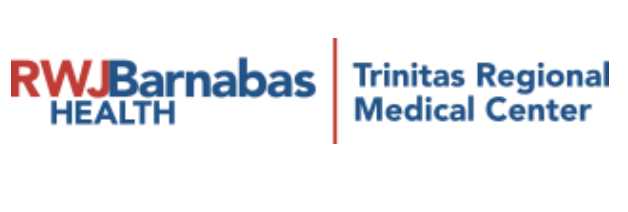 RWJBarnabas
HEALTH
Trinitas Regional
Medical Center